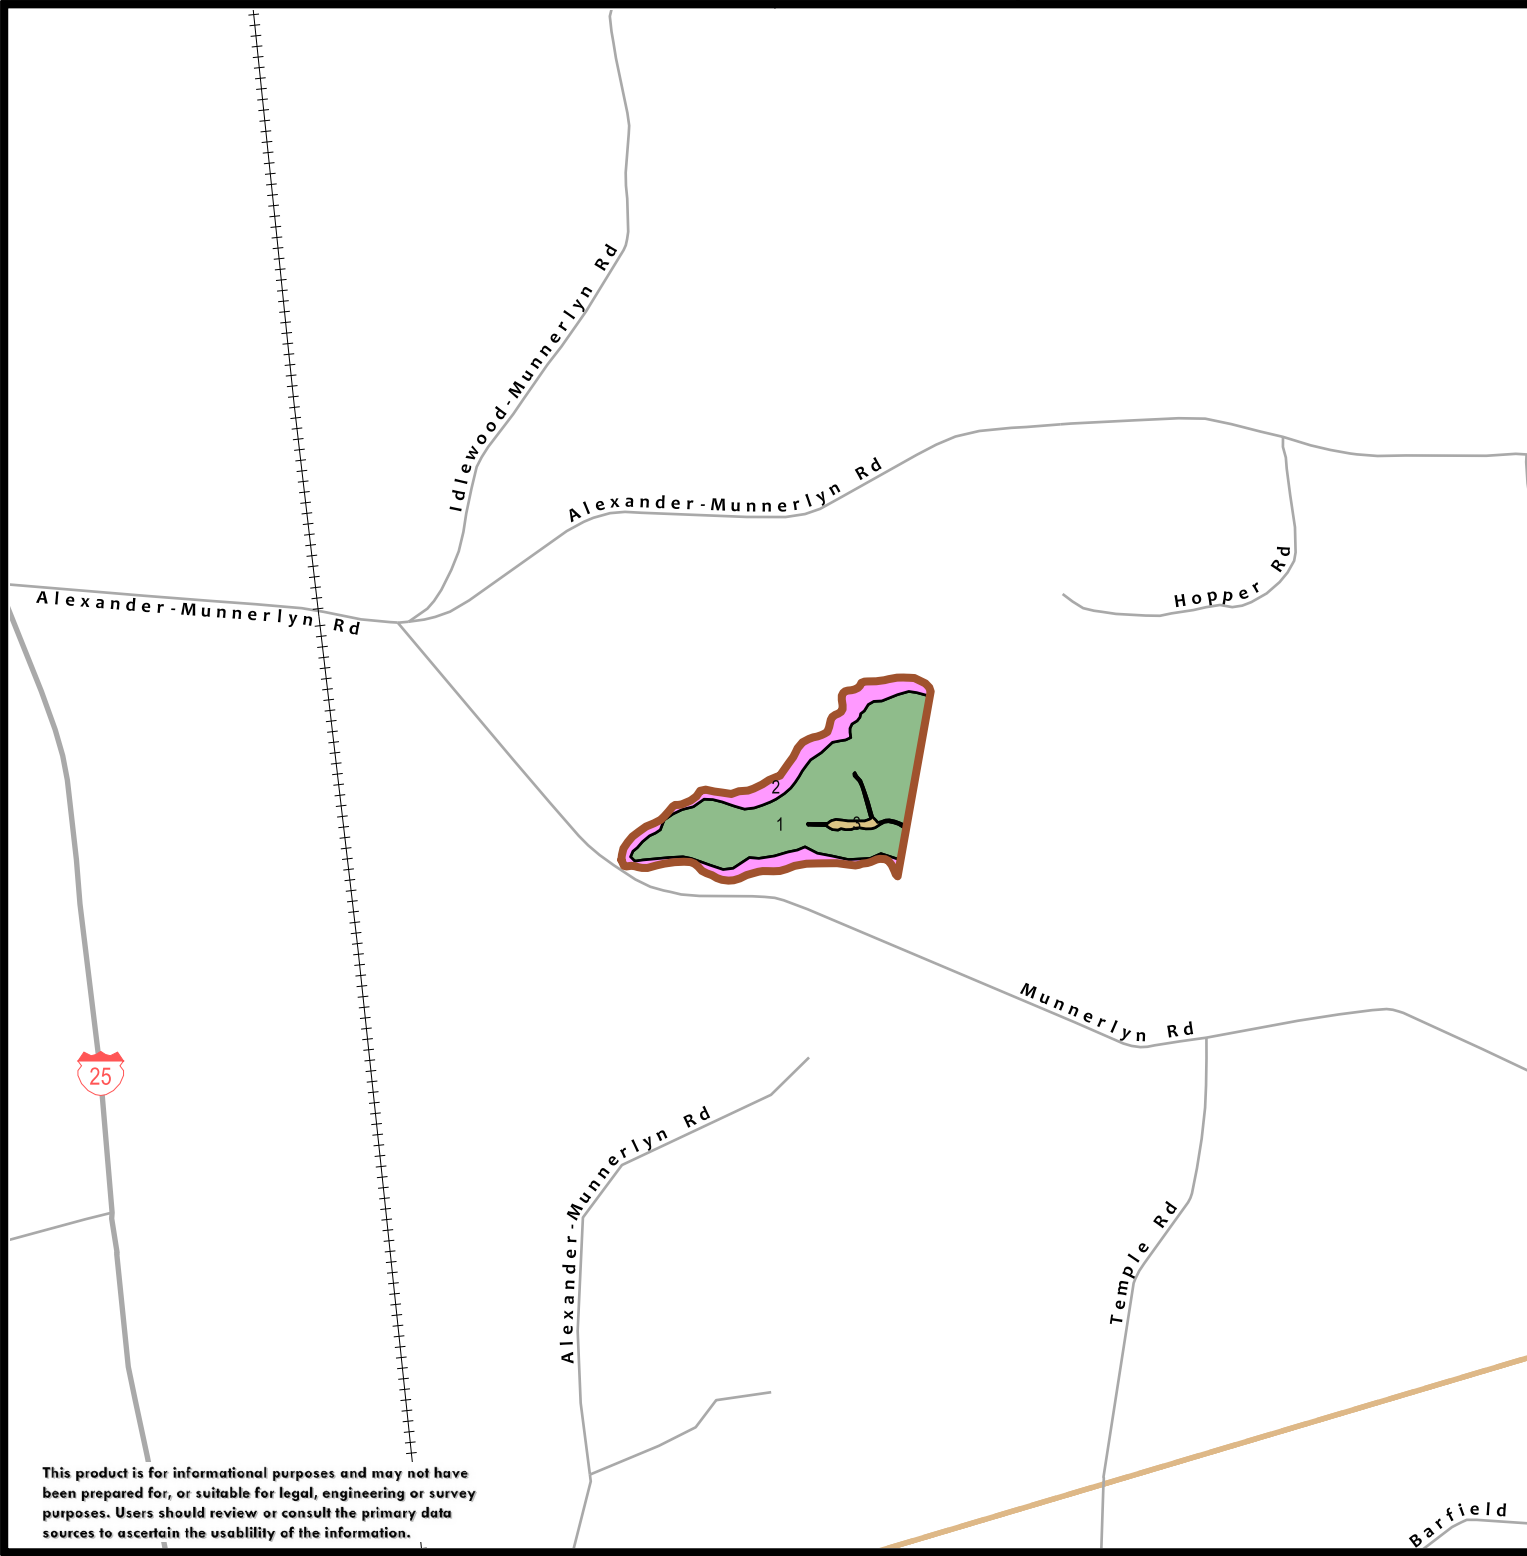 Idlewood-Munnerlyn Rd
Alexander-Munnerlyn Rd
Hopper Rd
Alexander-Munnerlyn Rd
2
1
3
Munnerlyn Rd
25
Alexander-Munnerlyn Rd
Temple Rd
This product is for informational purposes and may not have
been prepared for, or suitable for legal, engineering or survey
purposes. Users should review or consult the primary data
sources to ascertain the usablility of the information.
Barfield